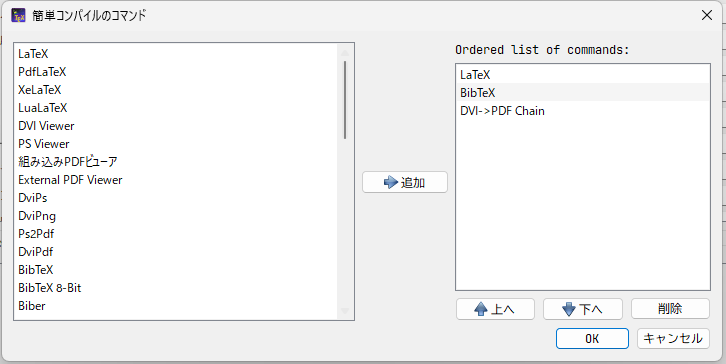 簡単コンパイルのコマンド
LaTeX
PdfLaTeX
XeLaTeX
LuaLaTeX
DVI Viewer
PS Viewer
組み込みPDFビューア
External PDF Viewer
DviPs
DviPng
Ps2Pdf
DviPdf
BibTeX
BibTeX 8-Bit
Biber
追加
Ordered list of commands:
LaTeX
BibTeX
DVI->PDF Chain
上へ
下へ
削除
OK
キャンセル